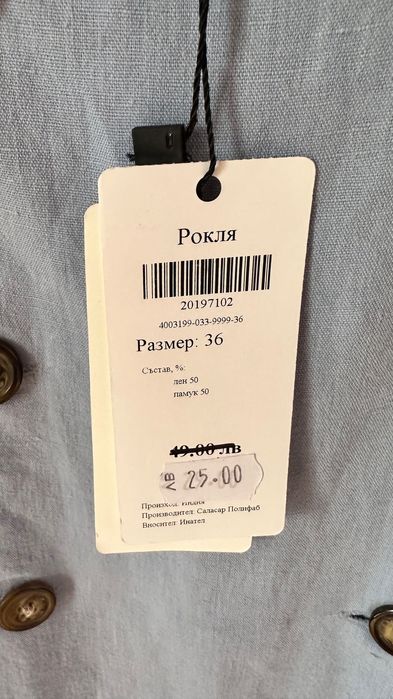 Рокля
20197102
4003199-033-9999-36
Размер: 36
Състав, %:
лен 50
памук 50
49.00 лв
ЛВ 25.00
Произход: Индия
Производител: Саласар Полифаб
Вносител: Инател